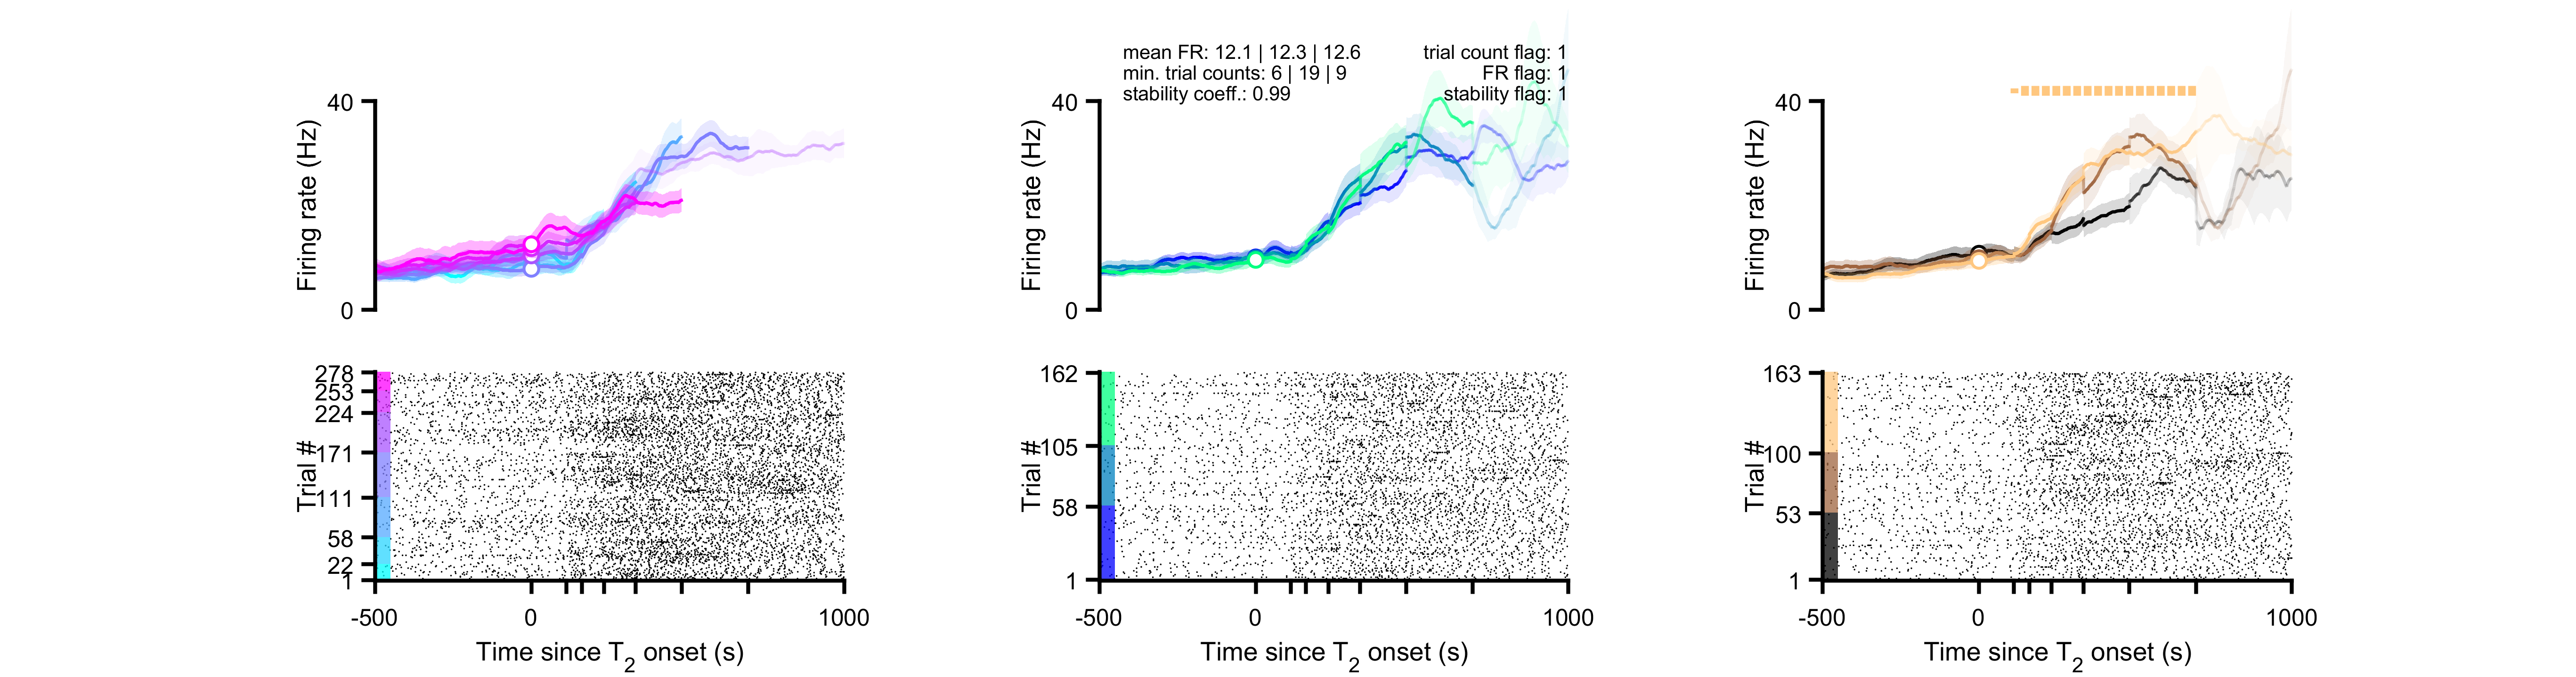 mean FR: 12.1 | 12.3 | 12.6
min. trial counts: 6 | 19 | 9
stability coeff.: 0.99
trial count flag: 1
FR flag: 1
stability flag: 1
40
Firing rate (Hz)
0
40
Firing rate (Hz)
0
40
Firing rate (Hz)
0
278
253
224
171
111
58
22
1
Trial #
-500
0
1000
Time since T2 onset (s)
162
105
58
1
Trial #
-500
0
1000
Time since T2 onset (s)
163
100
53
1
Trial #
-500
0
1000
Time since T2 onset (s)